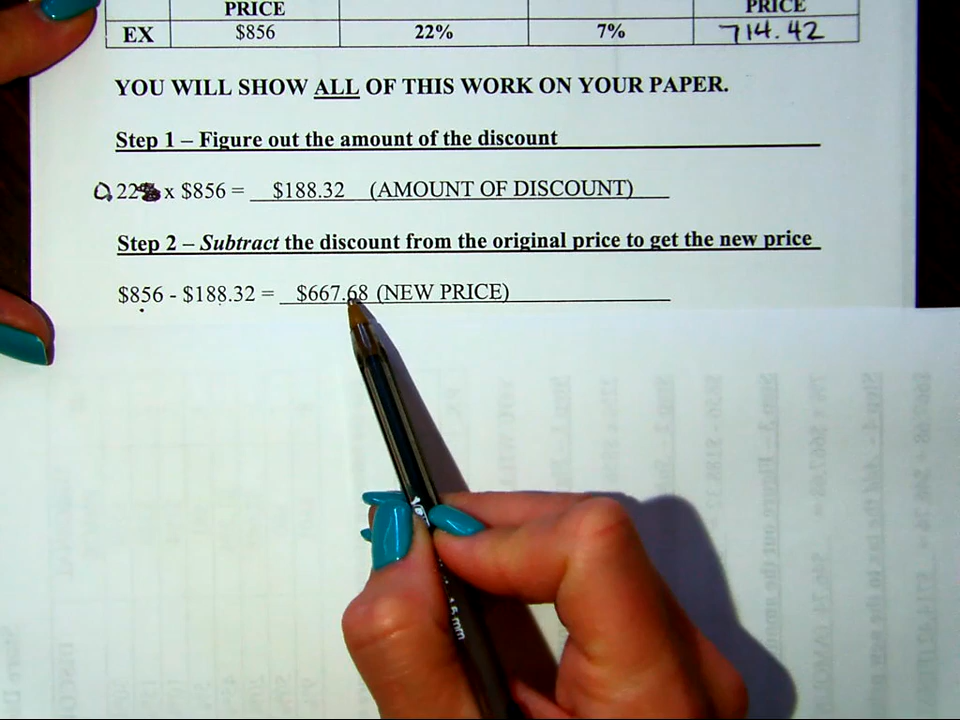 PRICE PRICE
EX $856 22% 7% 714.42
YOU WILL SHOW ALL OF THIS WORK ON YOUR PAPER.
Step 1 – Figure out the amount of the discount
0.22 x $856 = $188.32 (AMOUNT OF DISCOUNT)
Step 2 – Subtract the discount from the original price to get the new price
$856 - $188.32 = $667.68 (NEW PRICE)